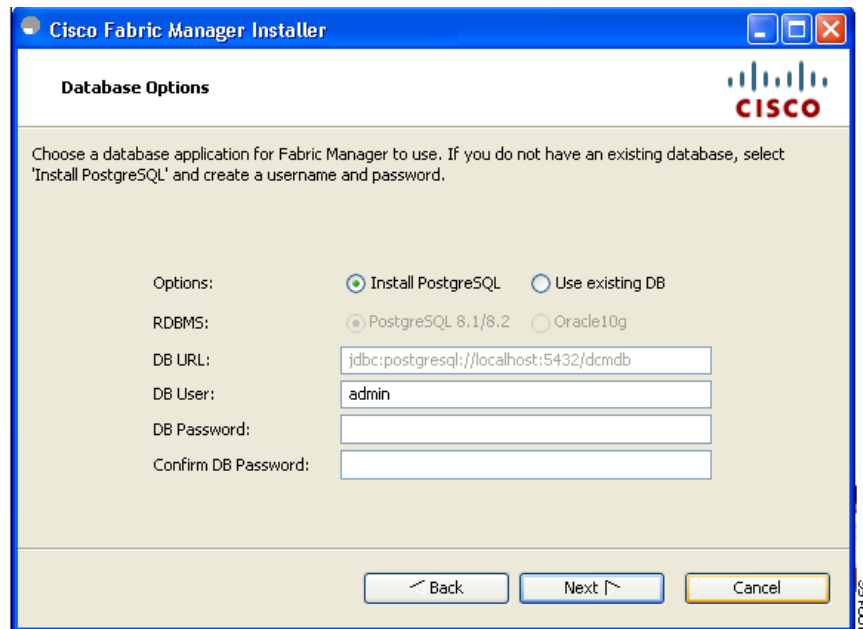 Cisco Fabric Manager Installer
Database Options
CISCO
Choose a database application for Fabric Manager to use. If you do not have an existing database, select
'Install PostgreSQL' and create a username and password.
Options: Install PostgreSQL Use existing DB
RDBMS: PostgreSQL 8.1/8.2 Oracle10g
DB URL: jdbc:postgresql://localhost:5432/dcmdb
DB User: admin
DB Password:
Confirm DB Password:
Back Next Cancel